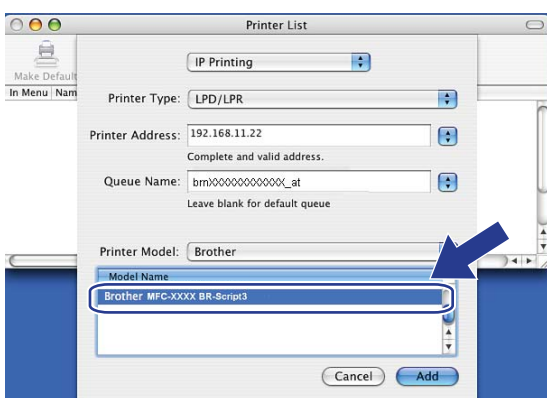 Printer List
IP Printing
Make Default
In Menu Nam
Printer Type: LPD/LPR
Printer Address: 192.168.11.22
Complete and valid address.
Queue Name: brnXXXXXXXXXXXX_at
Leave blank for default queue
Printer Model: Brother
Model Name
Brother MFC-XXXX BR-Script3
Cancel Add